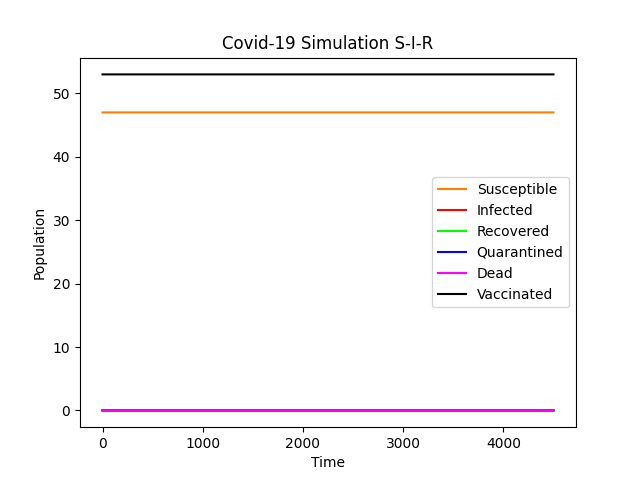 Covid-19 Simulation S-I-R
50
40
30
20
10
0
Population
Susceptible
Infected
Recovered
Quarantined
Dead
Vaccinated
0 1000 2000 3000 4000
Time